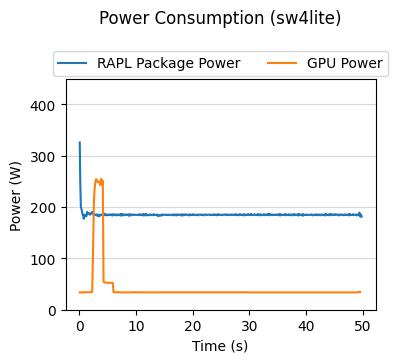 Power Consumption (sw4lite)
RAPL Package Power
GPU Power
400
300
200
100
0
Power (W)
0
10
20
30
40
50
Time (s)